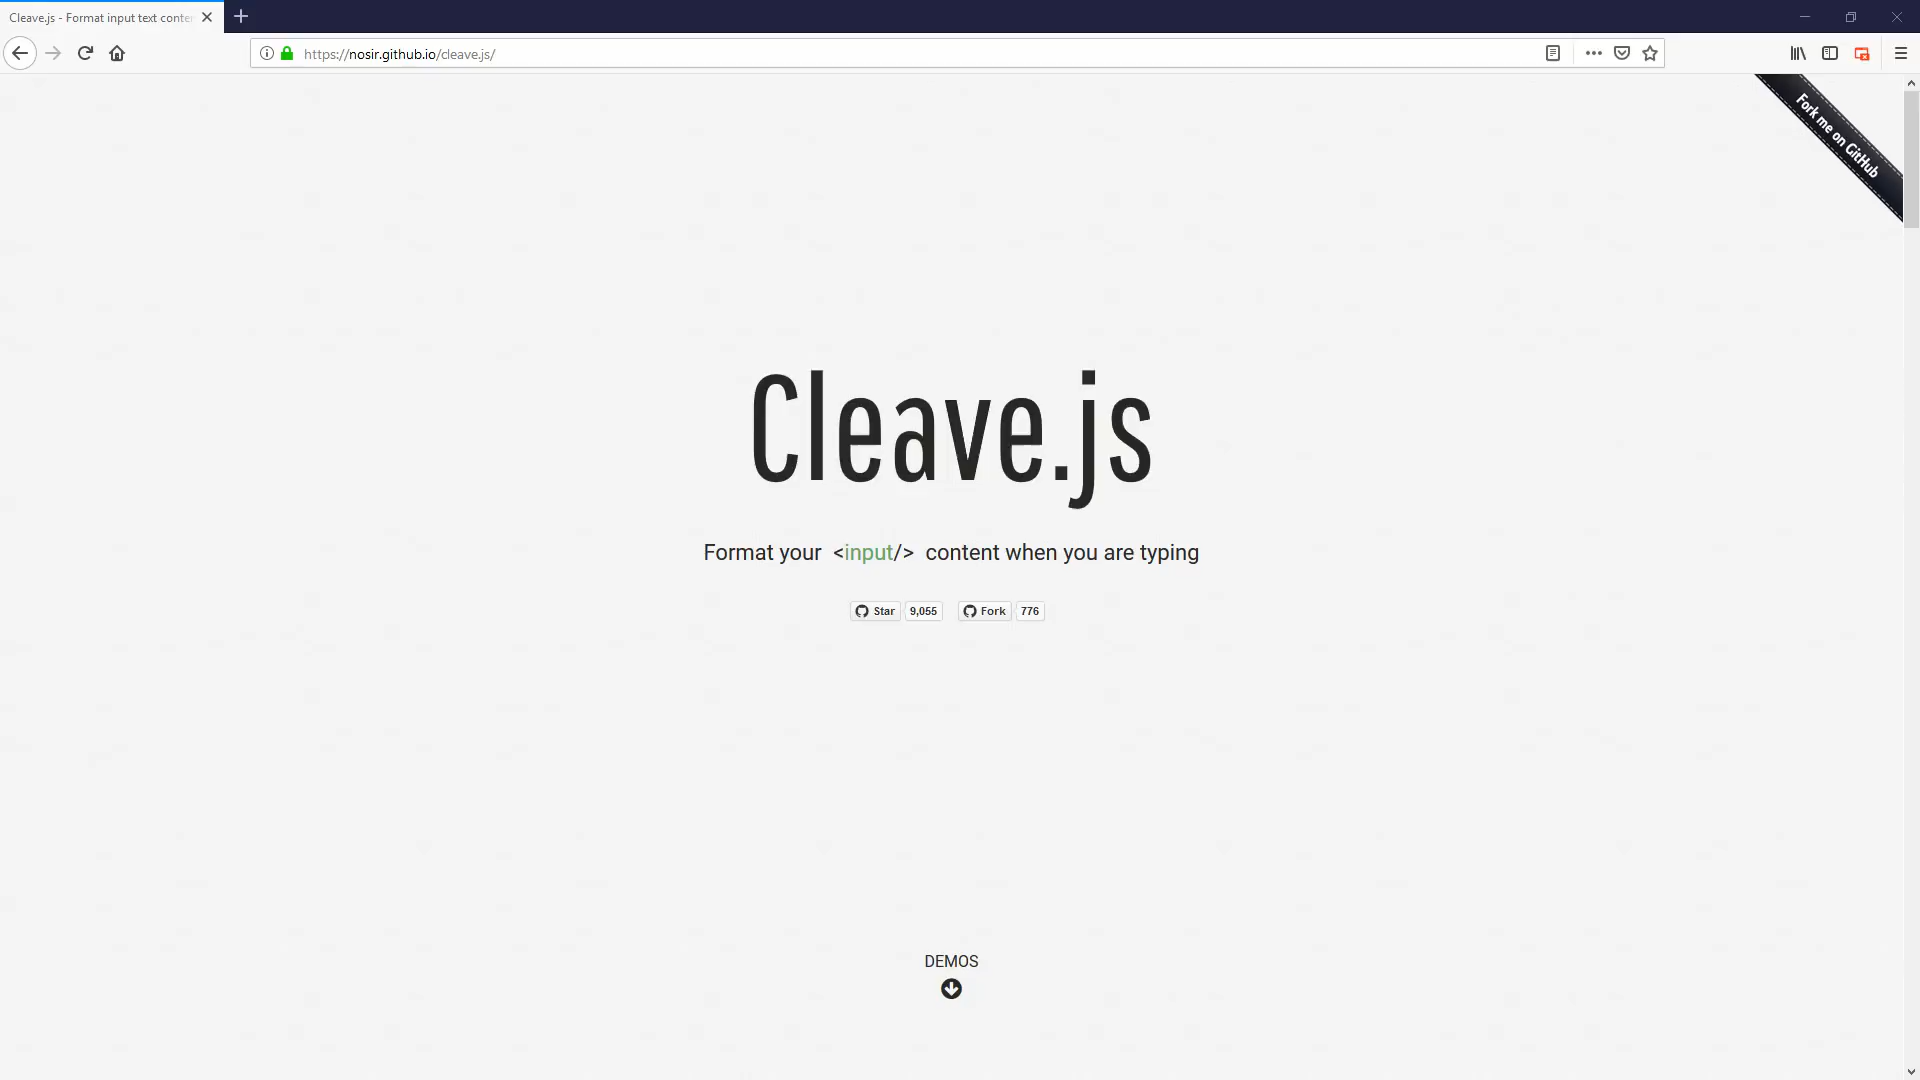 Cleave.js - Format input text conte
https://nosir.github.io/cleave.js/
Fork me on GitHub
Cleave.js
Format your <input/> content when you are typing
Star 9,055 Fork 776
DEMOS